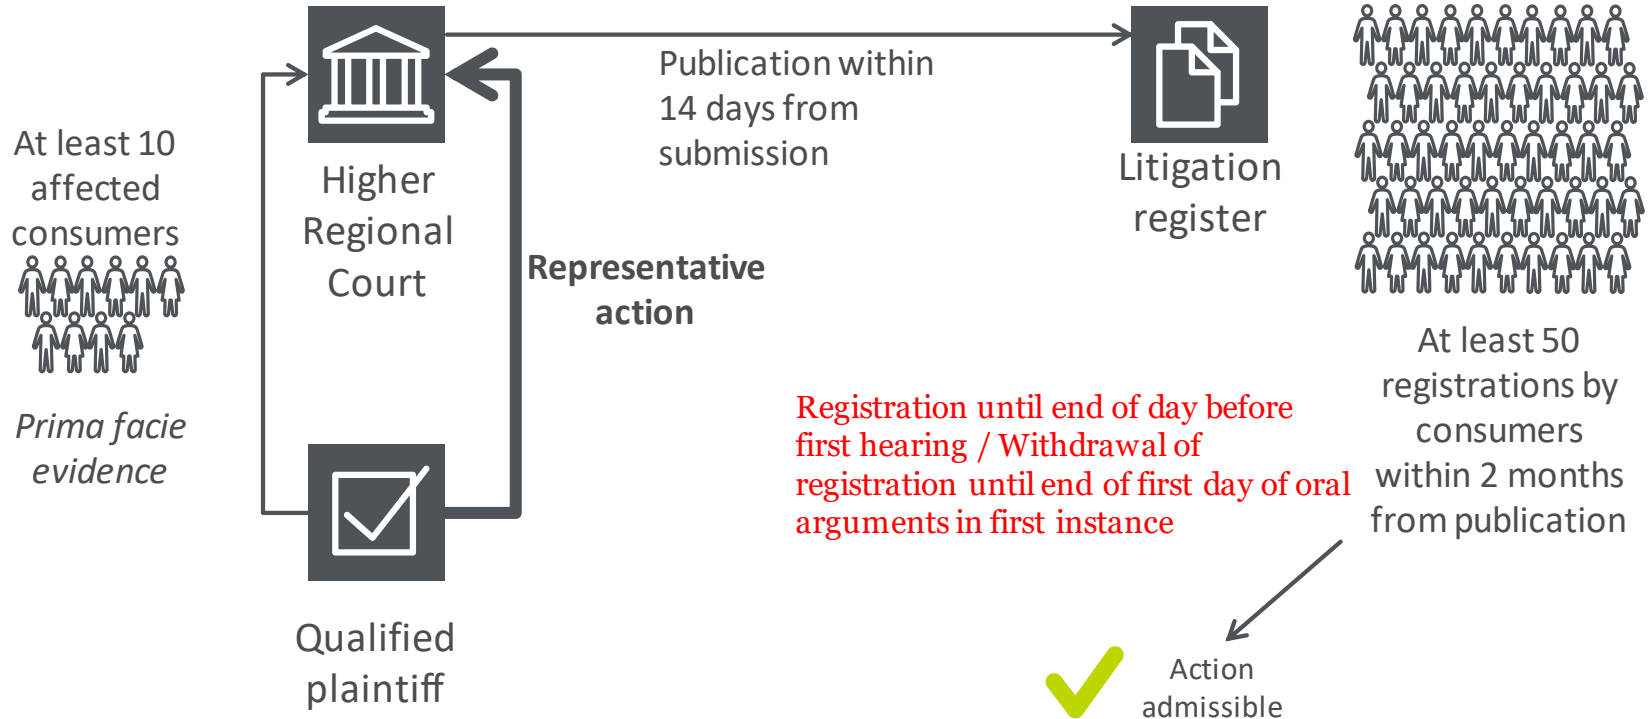 At least 10
affected
consumers
Prima facie
evidence
Higher
Regional
Court
Representative
action
Qualified
plaintiff
Publication within
14 days from
submission
Litigation
register
Registration until end of day before
first hearing / Withdrawal of
registration until end of first day of oral
arguments in first instance
At least 50
registrations by
consumers
within 2 months
from publication
Action
admissible